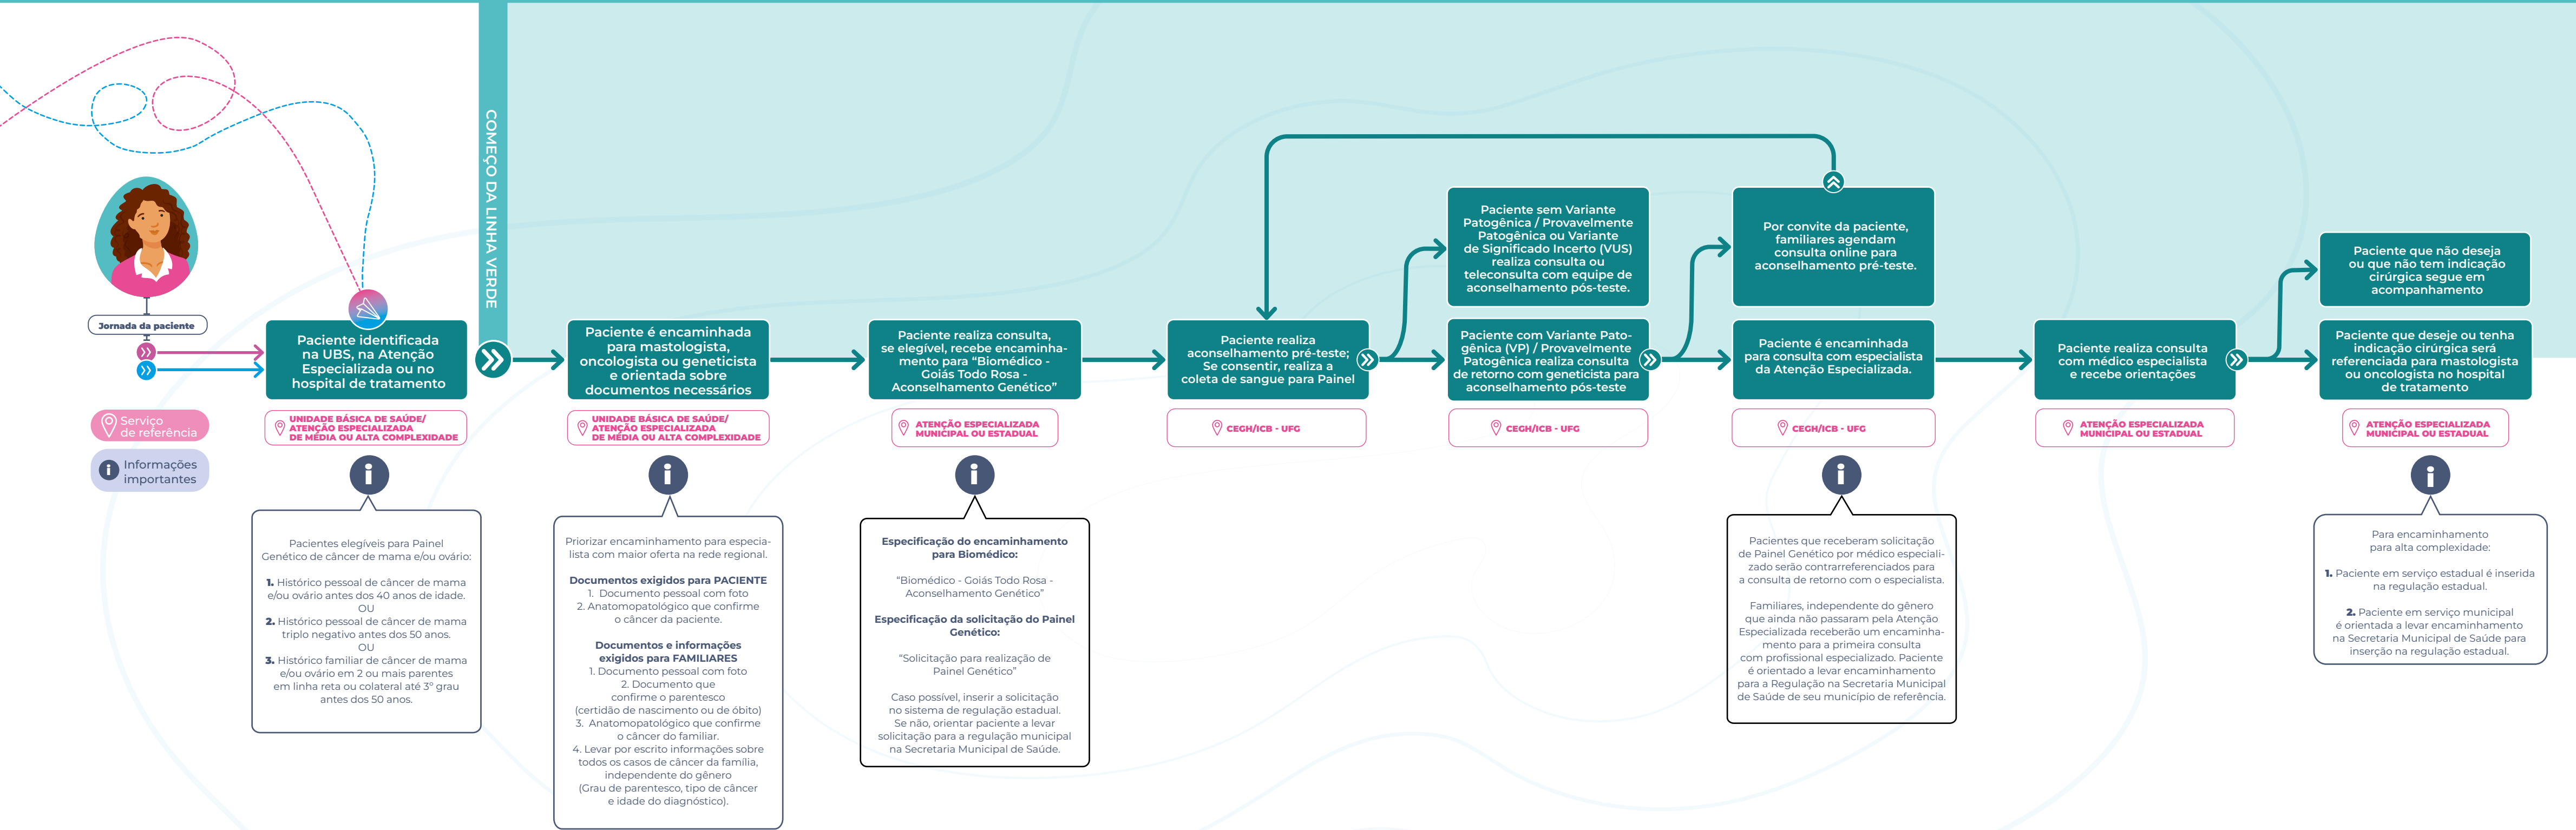 COMEÇO DA LINHA VERDE
Jornada da paciente
Serviço
de referência
Informações
importantes
Paciente identificada
na UBS, na Atenção
Especializada ou no
hospital de tratamento
UNIDADE BÁSICA DE SAÚDE/
ATENÇÃO ESPECIALIZADA
DE MÉDIA OU ALTA COMPLEXIDADE
Pacientes elegíveis para Painel
Genético de câncer de mama e/ou ovário:
1. Histórico pessoal de câncer de mama
e/ou ovário antes dos 40 anos de idade.
OU
2. Histórico pessoal de câncer de mama
triplo negativo antes dos 50 anos.
OU
3. Histórico familiar de câncer de mama
e/ou ovário em 2 ou mais parentes
em linha reta ou colateral até 3º grau
antes dos 50 anos.
Paciente é encaminhada
para mastologista,
oncologista ou geneticista
e orientada sobre
documentos necessários
UNIDADE BÁSICA DE SAÚDE/
ATENÇÃO ESPECIALIZADA
DE MÉDIA OU ALTA COMPLEXIDADE
Priorizar encaminhamento para especia-
lista com maior oferta na rede regional.
Documentos exigidos para PACIENTE
1. Documento pessoal com foto
2. Anatomopatológico que confirme
o câncer da paciente.
Documentos e informações
exigidos para FAMILIARES
1. Documento pessoal com foto
2. Documento que
confirme o parentesco
(certidão de nascimento ou de óbito)
3. Anatomopatológico que confirme
o câncer do familiar.
4. Levar por escrito informações sobre
todos os casos de câncer da família,
independente do gênero
(Grau de parentesco, tipo de câncer
e idade do diagnóstico).
Paciente realiza consulta,
se elegível, recebe encaminha-
mento para “Biomédico -
Goiás Todo Rosa -
Aconselhamento Genético”
ATENÇÃO ESPECIALIZADA
MUNICIPAL OU ESTADUAL
Especificação do encaminhamento
para Biomédico:
“Biomédico - Goiás Todo Rosa -
Aconselhamento Genético”
Especificação da solicitação do Painel
Genético:
“Solicitação para realização de
Painel Genético”
Caso possível, inserir a solicitação
no sistema de regulação estadual.
Se não, orientar paciente a levar
solicitação para a regulação municipal
na Secretaria Municipal de Saúde.
Paciente realiza
aconselhamento pré-teste;
Se consentir, realiza a
coleta de sangue para Painel
CEGH/ICB - UFG
Paciente sem Variante
Patogênica / Provavelmente
Patogênica ou Variante
de Significado Incerto (VUS)
realiza consulta ou
teleconsulta com equipe de
aconselhamento pós-teste.
Paciente com Variante Pato-
gênica (VP) / Provavelmente
Patogênica realiza consulta
de retorno com geneticista para
aconselhamento pós-teste
CEGH/ICB - UFG
Por convite da paciente,
familiares agendam
consulta online para
aconselhamento pré-teste.
Paciente é encaminhada
para consulta com especialista
da Atenção Especializada.
CEGH/ICB - UFG
Pacientes que receberam solicitação
de Painel Genético por médico especiali-
zado serão contrarreferenciados para
a consulta de retorno com o especialista.
Familiares, independente do gênero
que ainda não passaram pela Atenção
Especializada receberão um encaminha-
mento para a primeira consulta
com profissional especializado. Paciente
é orientado a levar encaminhamento
para a Regulação na Secretaria Municipal
de Saúde de seu município de referência.
Paciente realiza consulta
com médico especialista
e recebe orientações
ATENÇÃO ESPECIALIZADA
MUNICIPAL OU ESTADUAL
Paciente que não deseja
ou que não tem indicação
cirúrgica segue em
acompanhamento
Paciente que deseje ou tenha
indicação cirúrgica será
referenciada para mastologista
ou oncologista no hospital
de tratamento
ATENÇÃO ESPECIALIZADA
MUNICIPAL OU ESTADUAL
Para encaminhamento
para alta complexidade:
1. Paciente em serviço estadual é inserida
na regulação estadual.
2. Paciente em serviço municipal
é orientada a levar encaminhamento
na Secretaria Municipal de Saúde para
inserção na regulação estadual.